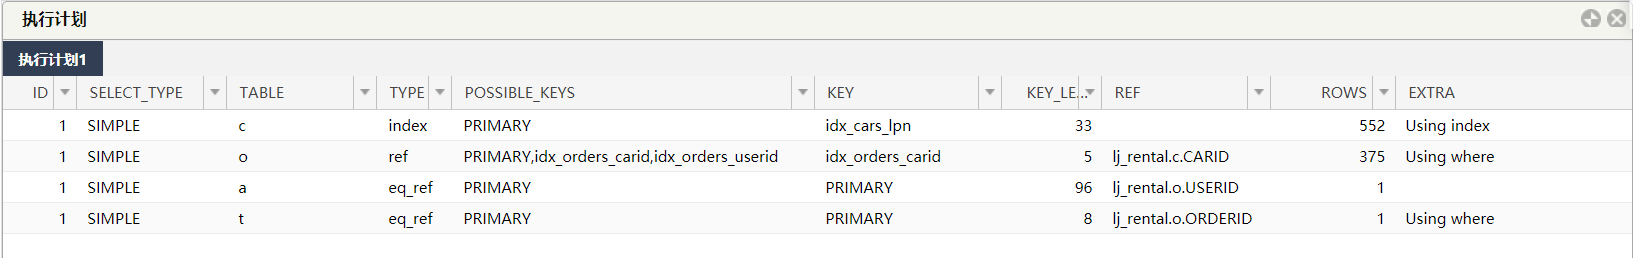 执行计划
执行计划1
ID SELECT_TYPE TABLE TYPE POSSIBLE_KEYS KEY KEY_LE... REF ROWS EXTRA
1 SIMPLE c index PRIMARY idx_cars_lpn 33 552 Using index
1 SIMPLE o ref PRIMARY,idx_orders_carid,idx_orders_userid idx_orders_carid 5 lj_rental.c.CARID 375 Using where
1 SIMPLE a eq_ref PRIMARY PRIMARY 96 lj_rental.o.USERID 1
1 SIMPLE t eq_ref PRIMARY PRIMARY 8 lj_rental.o.ORDERID 1 Using where